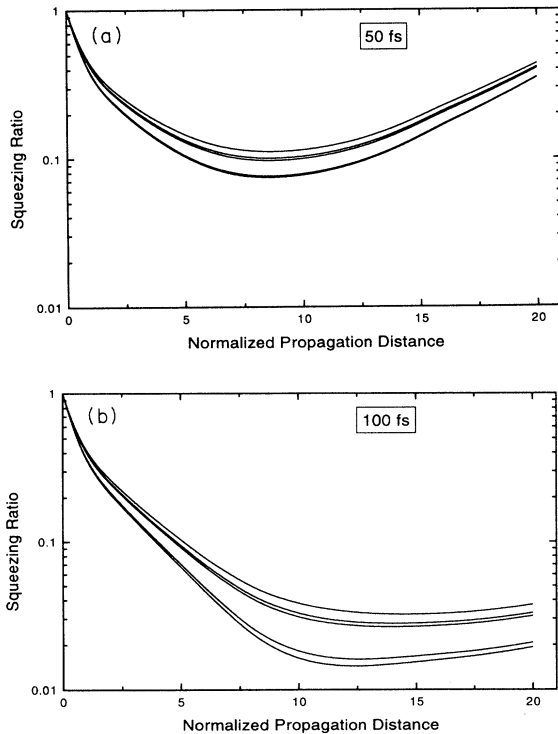 1
(a)
50 fs
Squeezing Ratio
0.1
0.01
0
5
10
15
20
Normalized Propagation Distance
1
(b)
100 fs
Squeezing Ratio
0.1
0.01
0
5
10
15
20
Normalized Propagation Distance